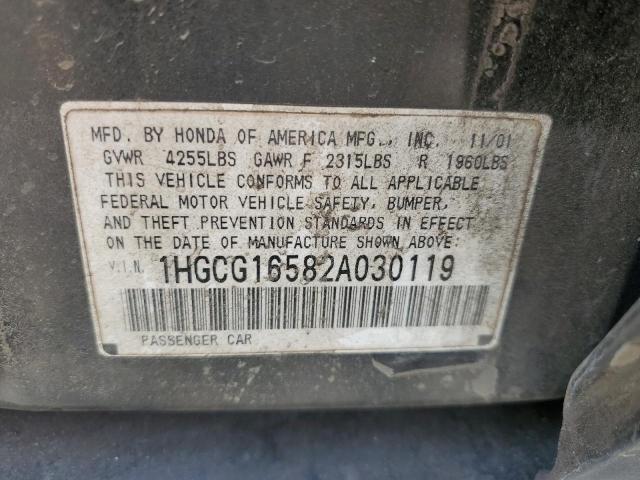 MFD. BY HONDA OF AMERICA MFG., INC. 11/01
GVWR 4255LBS GAWR F 2315LBS R 1960LBS
THIS VEHICLE CONFORMS TO ALL APPLICABLE
FEDERAL MOTOR VEHICLE SAFETY, BUMPER,
AND THEFT PREVENTION STANDARDS IN EFFECT
ON THE DATE OF MANUFACTURE SHOWN ABOVE:
V.I.N. 1HGCG16582A030119
PASSENGER CAR